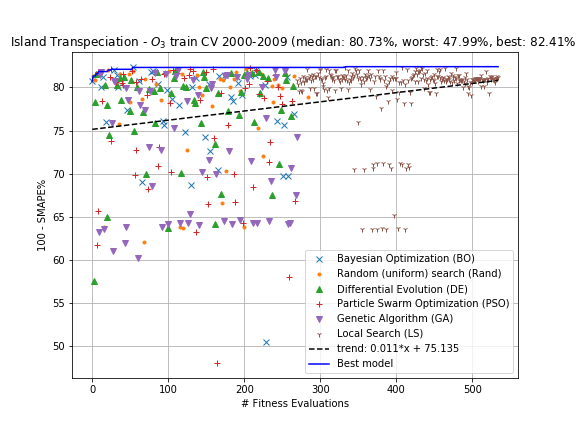 Island Transpeciation - O₃ train CV 2000-2009 (median: 80.73%, worst: 47.99%, best: 82.41%
100 - SMAPE%
80
75
70
65
60
55
50
Bayesian Optimization (BO)
Random (uniform) search (Rand)
Differential Evolution (DE)
Particle Swarm Optimization (PSO)
Genetic Algorithm (GA)
Local Search (LS)
trend: 0.011*x + 75.135
Best model
0 100 200 300 400 500
# Fitness Evaluations